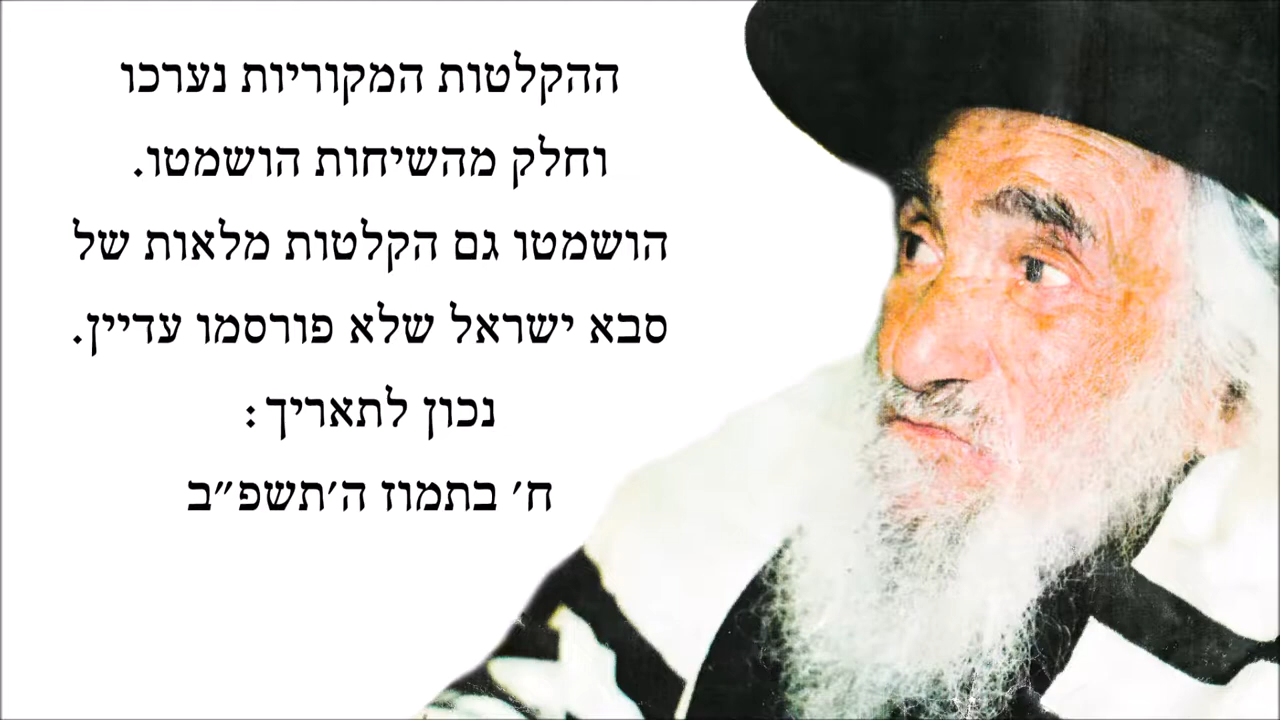 ההקלטות המקוריות נערכו
וחלק מהשיחות הושמטו.
הושמטו גם הקלטות מלאות של
סבא ישראל שלא פורסמו עדיין.
נכון לתאריך:
ח׳ בתמוז ה׳תשפ״ב